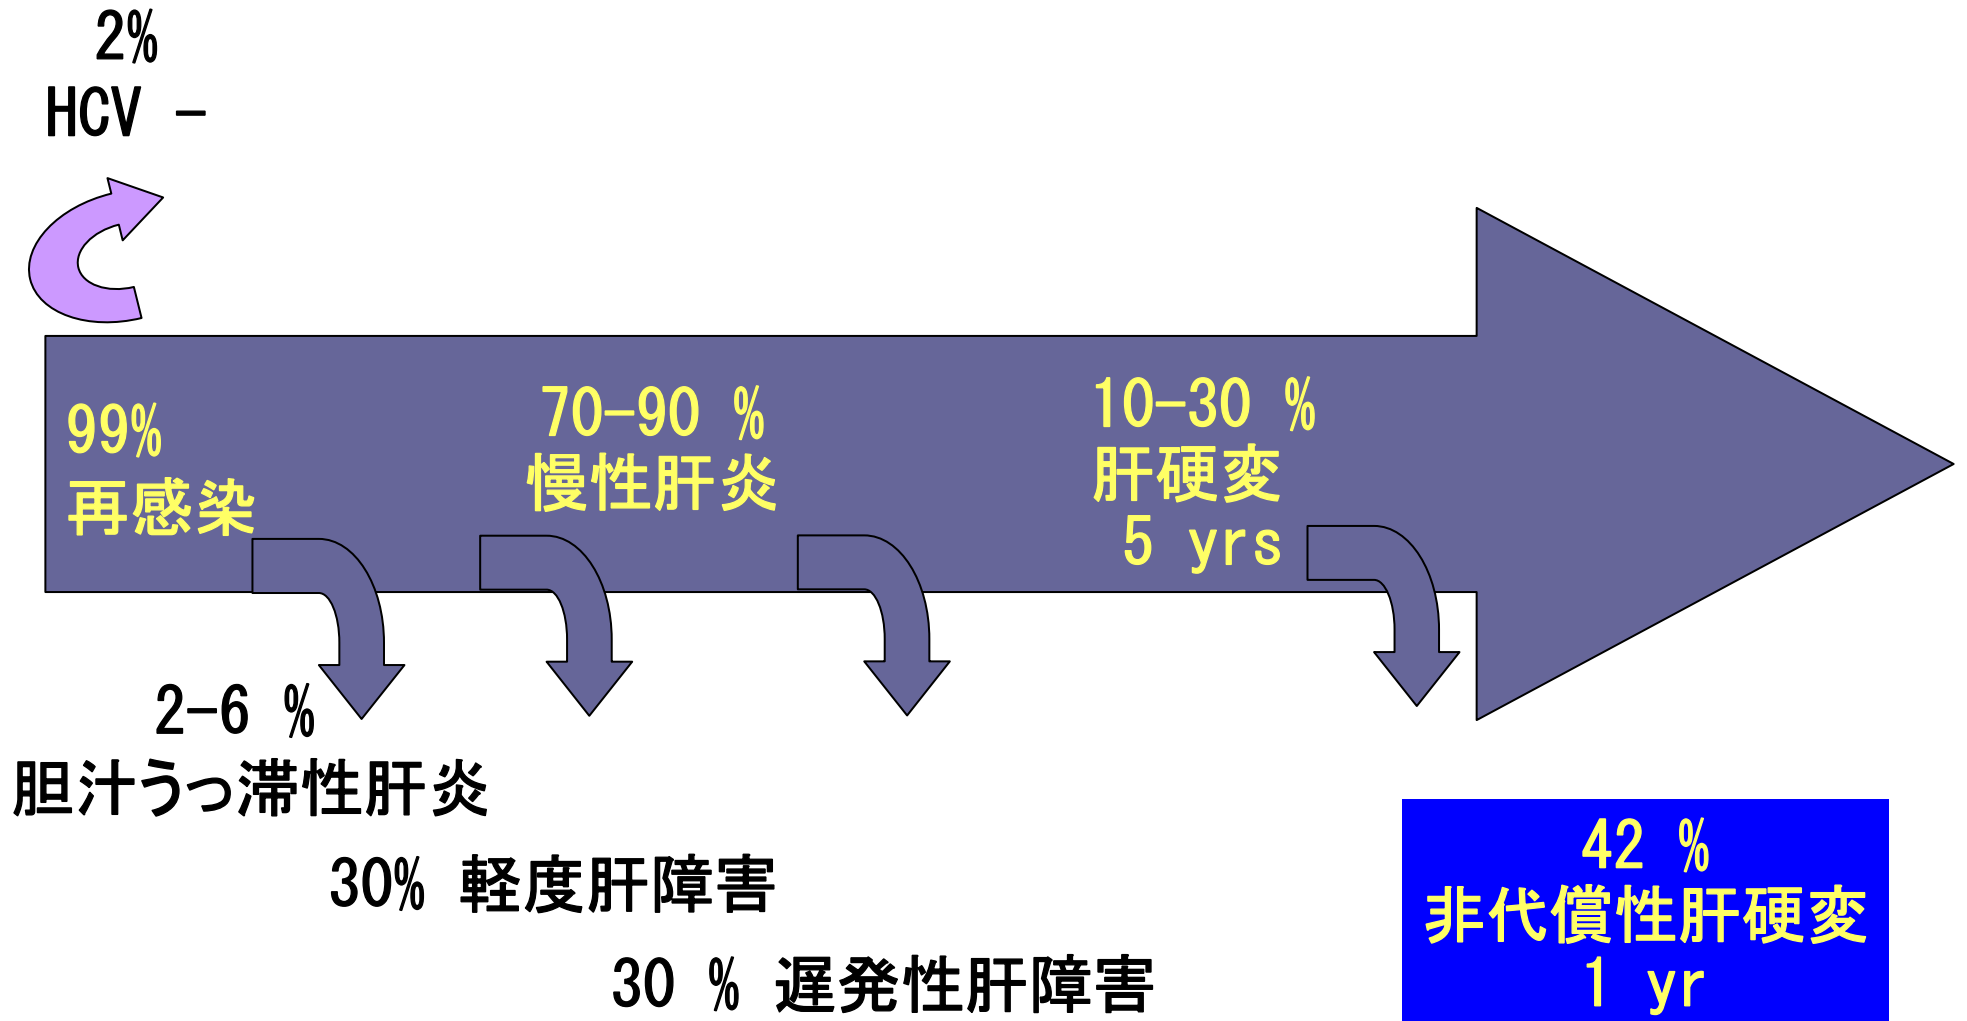 2%
HCV -
99%
再感染
70-90 %
慢性肝炎
10-30 %
肝硬変
5 yrs
2-6 %
胆汁うっ滞性肝炎
30% 軽度肝障害
30 % 遅発性肝障害
42 %
非代償性肝硬変
1 yr